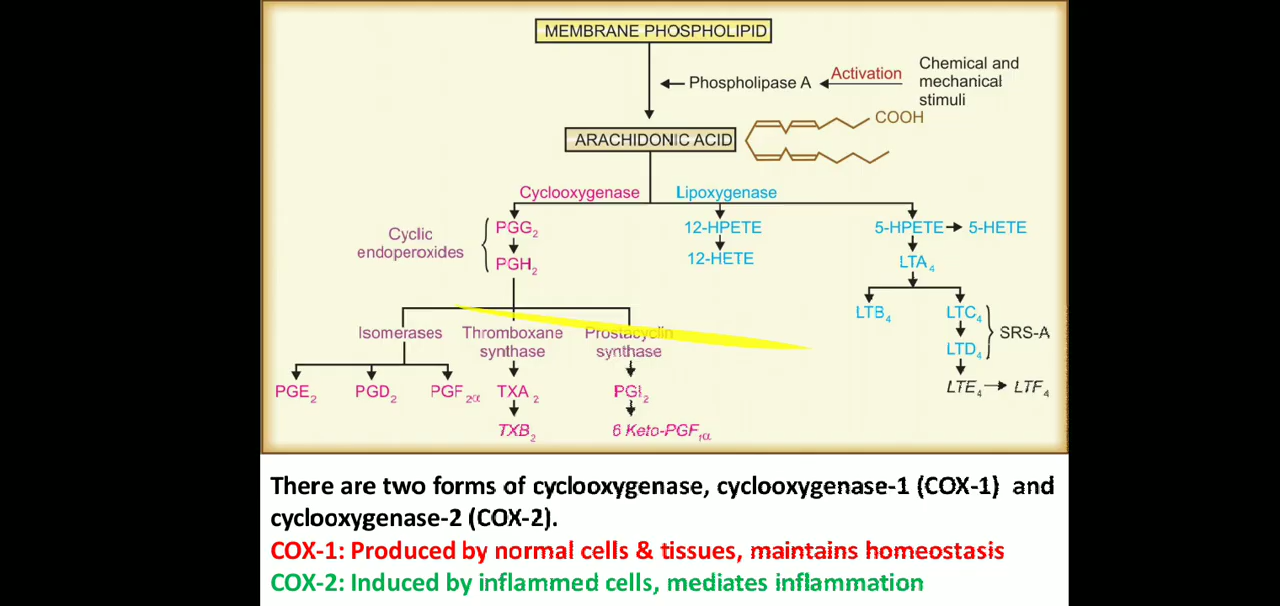 MEMBRANE PHOSPHOLIPID
Phospholipase A
Activation
Chemical and
mechanical
stimuli
ARACHIDONIC ACID
COOH
Cyclooxygenase
Lipoxygenase
Cyclic
endoperoxides
PGG2
PGH2
12-HPETE
12-HETE
5-HPETE
5-HETE
LTA4
LTB4
LTC4
LTD4
SRS-A
LTE4
LTF4
Isomerases
Thromboxane
synthase
Prostacyclin
synthase
PGE2
PGD2
PGF2α
TXA2
PGI2
TXB2
6 Keto-PGF1α
There are two forms of cyclooxygenase, cyclooxygenase-1 (COX-1) and
cyclooxygenase-2 (COX-2).
COX-1: Produced by normal cells & tissues, maintains homeostasis
COX-2: Induced by inflammed cells, mediates inflammation